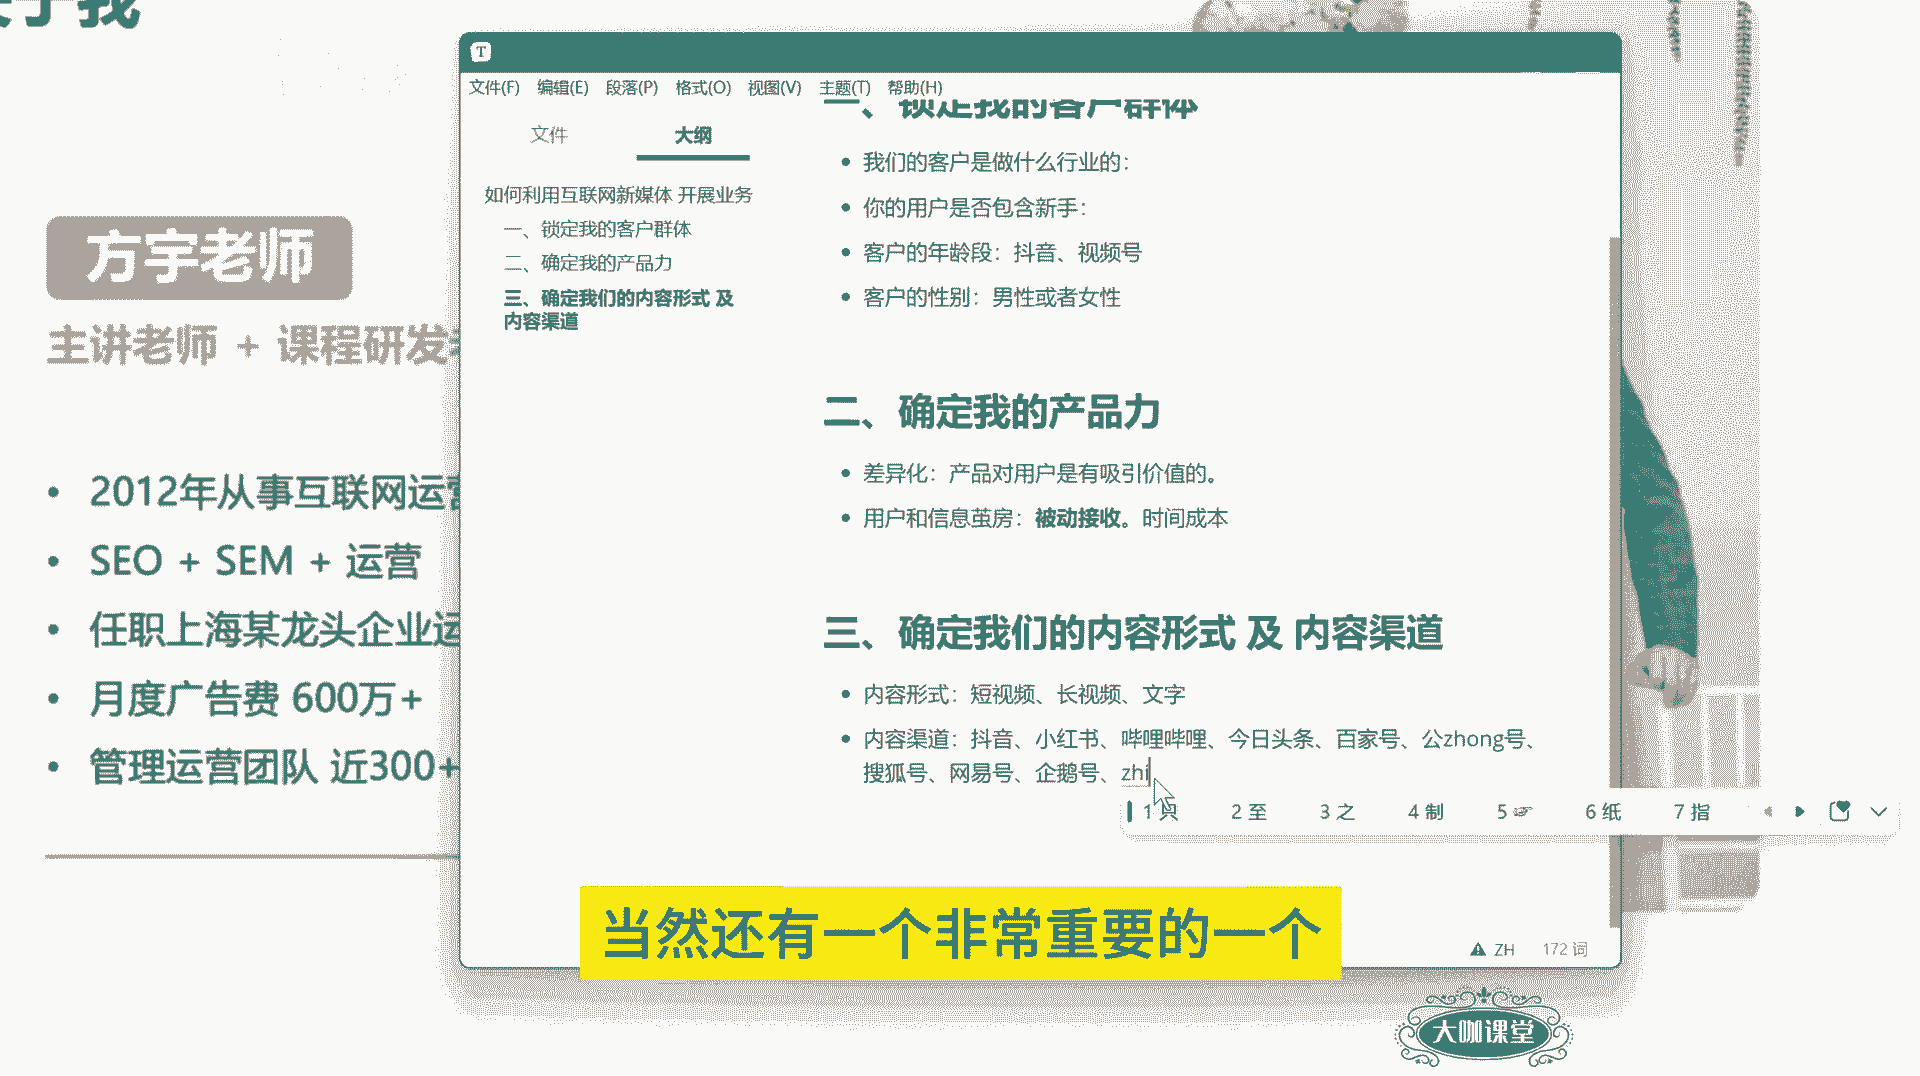 于我
方宇老师
主讲老师 + 课程研发
2012年从事互联网运营
SEO + SEM + 运营
任职上海某龙头企业运
月度广告费 600万+
管理运营团队 近300+
T
文件(F) 编辑(E) 段落(P) 格式(O) 视图(V) 主题(T) 帮助(H)
文件 大纲
如何利用互联网新媒体 开展业务
一、锁定我的客户群体
二、确定我的产品力
三、确定我们的内容形式 及
内容渠道
一、锁定我的客户群体
我们的客户是做什么行业的：
你的用户是否包含新手：
客户的年龄段：抖音、视频号
客户的性别：男性或者女性
二、确定我的产品力
差异化：产品对用户是有吸引价值的。
用户和信息茧房：被动接收。时间成本
三、确定我们的内容形式 及 内容渠道
内容形式：短视频、长视频、文字
内容渠道：抖音、小红书、哔哩哔哩、今日头条、百家号、公zhong号、
搜狐号、网易号、企鹅号、zhi
1 只 2 至 3 之 4 制 5 ☞ 6 纸 7 指
ZH 172 词
当然还有一个非常重要的一个
大咖课堂